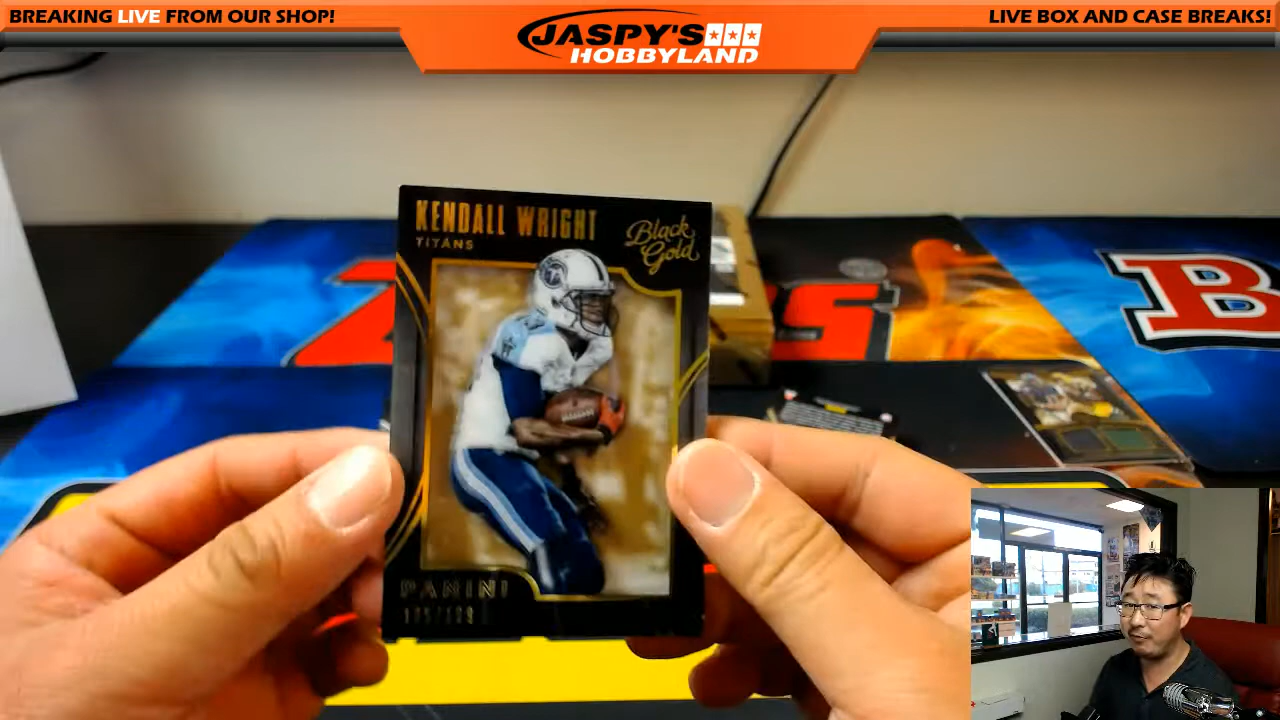 BREAKING LIVE FROM OUR SHOP!
JASPY'S
HOBBYLAND
LIVE BOX AND CASE BREAKS!
KENDALL WRIGHT
TITANS
Black
Gold
PANINI